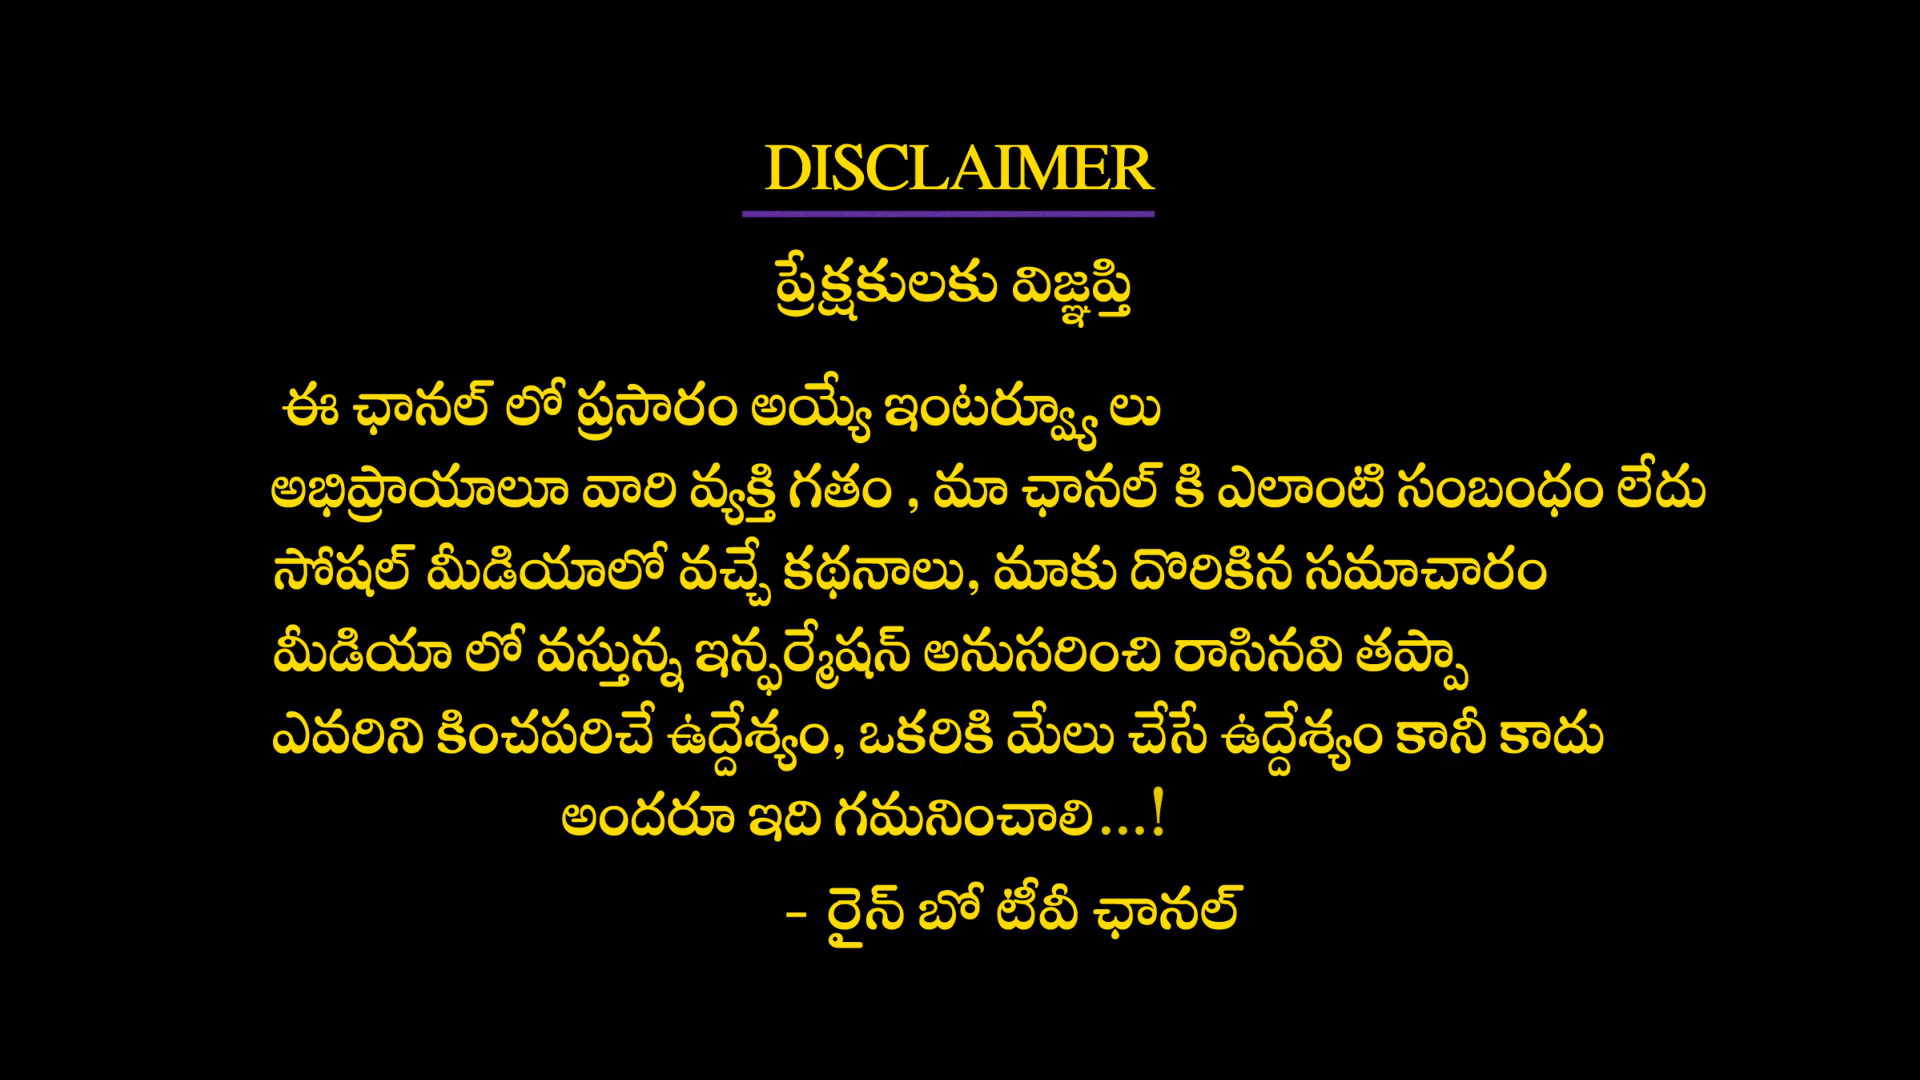 DISCLAIMER
ప్రేక్షకులకు విజ్ఞప్తి
ఈ ఛానల్ లో ప్రసారం అయ్యే ఇంటర్వ్యూ లు
అభిప్రాయాలూ వారి వ్యక్తి గతం , మా ఛానల్ కి ఎలాంటి సంబంధం లేదు
సోషల్ మీడియాలో వచ్చే కథనాలు, మాకు దొరికిన సమాచారం
మీడియా లో వస్తున్న ఇన్ఫర్మేషన్ అనుసరించి రాసినవి తప్పా
ఎవరిని కించపరిచే ఉద్దేశ్యం, ఒకరికి మేలు చేసే ఉద్దేశ్యం కానీ కాదు
అందరూ ఇది గమనించాలి...!
- రైన్ బో టీవీ ఛానల్